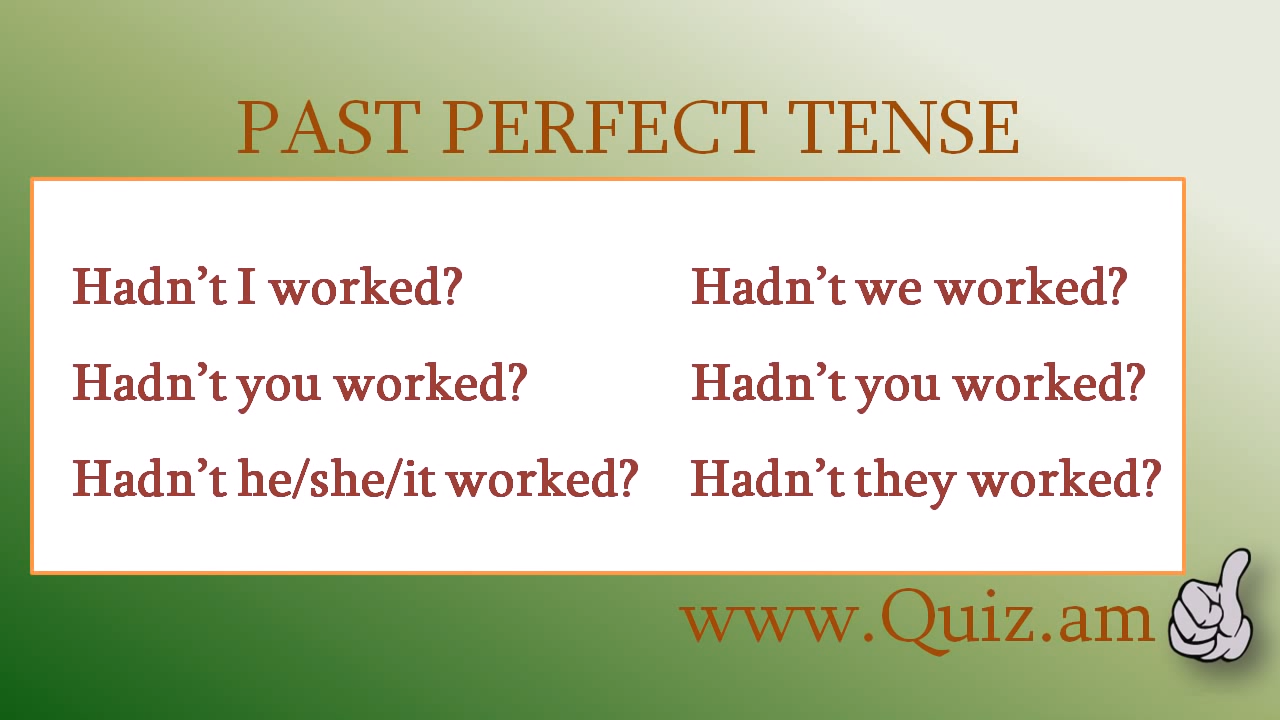 PAST PERFECT TENSE
Hadn’t I worked?
Hadn’t you worked?
Hadn’t he/she/it worked?
Hadn’t we worked?
Hadn’t you worked?
Hadn’t they worked?
www.Quiz.am